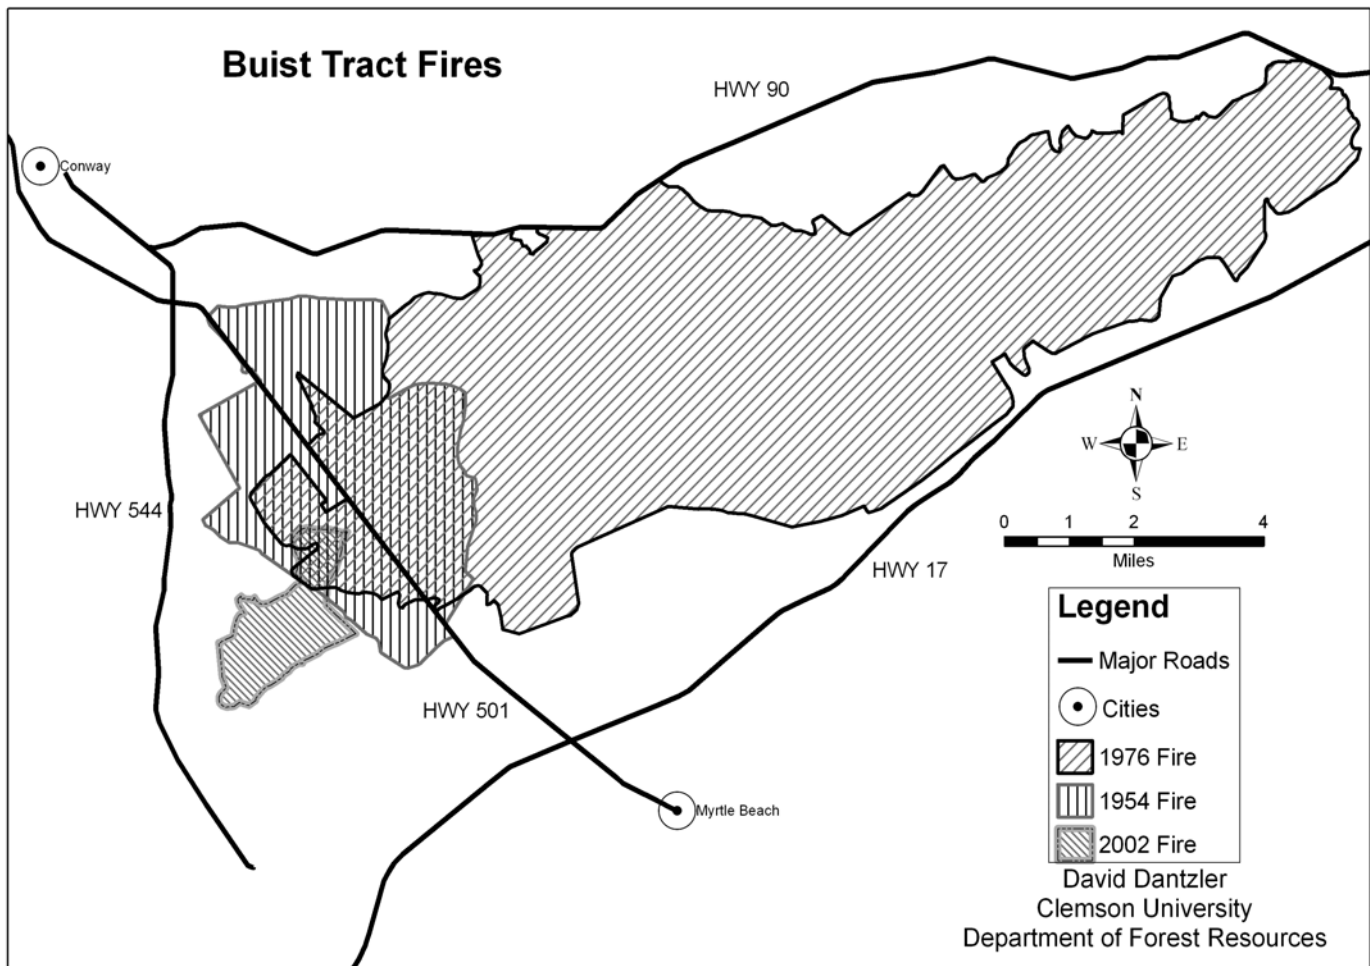 Buist Tract Fires
HWY 90
Conway
HWY 544
HWY 17
HWY 501
Myrtle Beach
N
W E
S
0 1 2 4
Miles
Legend
Major Roads
Cities
1976 Fire
1954 Fire
2002 Fire
David Dantzler
Clemson University
Department of Forest Resources